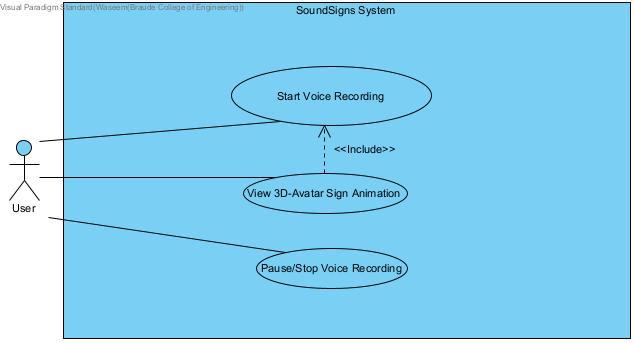 Visual Paradigm Standard(Waseem(Braude College of Engineering))
SoundSigns System
Start Voice Recording
<<Include>>
View 3D-Avatar Sign Animation
User
Pause/Stop Voice Recording